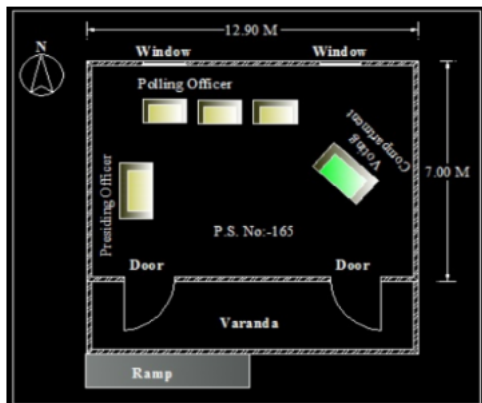 12.90 M
N
Window
Window
Polling Officer
Voting
Compartment
7.00 M
Presiding Officer
P.S. No:-165
Door
Door
Varanda
Ramp